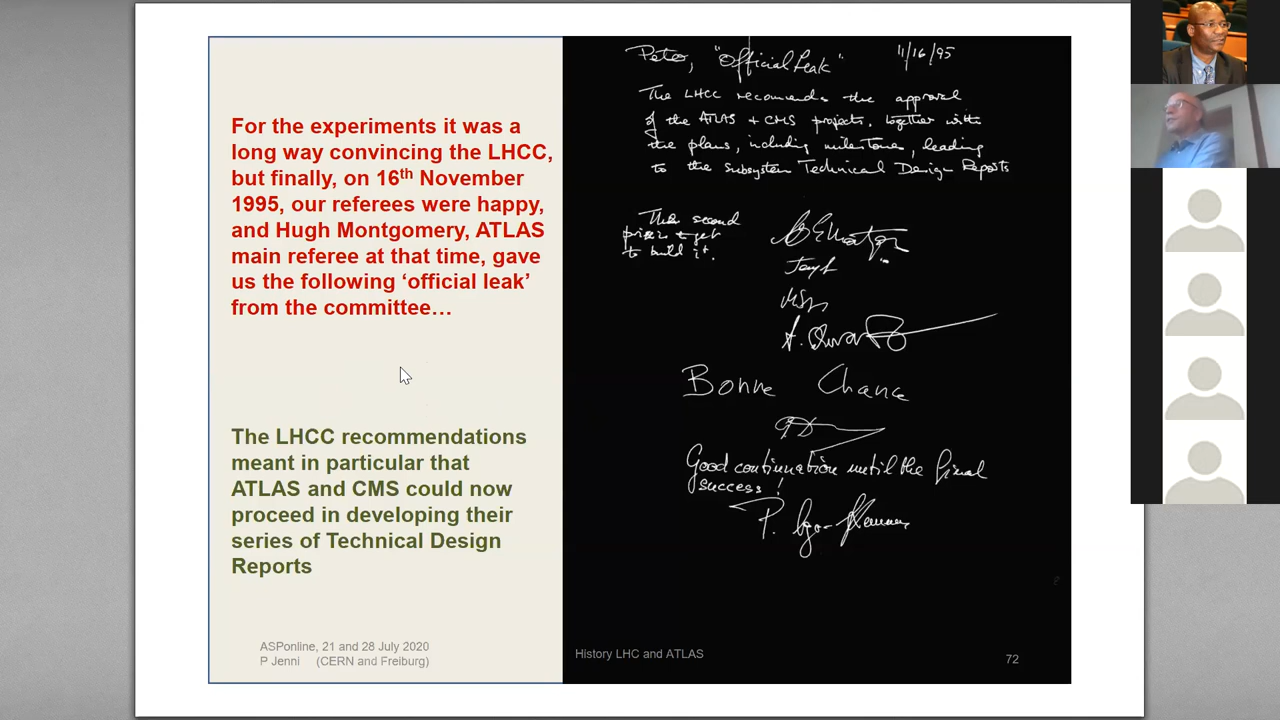 For the experiments it was a
long way convincing the LHCC,
but finally, on 16th November
1995, our referees were happy,
and Hugh Montgomery, ATLAS
main referee at that time, gave
us the following ‘official leak’
from the committee…
The LHCC recommendations
meant in particular that
ATLAS and CMS could now
proceed in developing their
series of Technical Design
Reports
ASPonline, 21 and 28 July 2020
P Jenni (CERN and Freiburg)
Peter, "Official Leak" 11/16/95
The LHCC recomends the approval
of the ATLAS + CMS projects, together with
the plans, including milestones, leading
to the subsystem Technical Design Reports
The second
prize is to get
to build it.
Bonne Chance
Good continuation until the final
success!
P.
History LHC and ATLAS
72